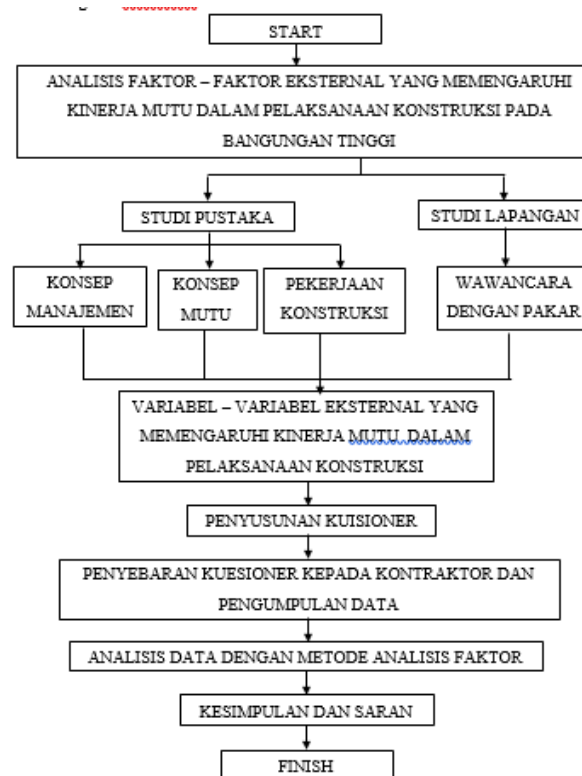 START
ANALISIS FAKTOR – FAKTOR EKSTERNAL YANG MEMENGARUHI
KINERJA MUTU DALAM PELAKSANAAN KONSTRUKSI PADA
BANGUNGAN TINGGI
STUDI PUSTAKA
STUDI LAPANGAN
KONSEP
MANAJEMEN
KONSEP
MUTU
PEKERJAAN
KONSTRUKSI
WAWANCARA
DENGAN PAKAR
VARIABEL – VARIABEL EKSTERNAL YANG
MEMENGARUHI KINERJA MUTU DALAM
PELAKSANAAN KONSTRUKSI
PENYUSUNAN KUISIONER
PENYEBARAN KUESIONER KEPADA KONTRAKTOR DAN
PENGUMPULAN DATA
ANALISIS DATA DENGAN METODE ANALISIS FAKTOR
KESIMPULAN DAN SARAN
FINISH